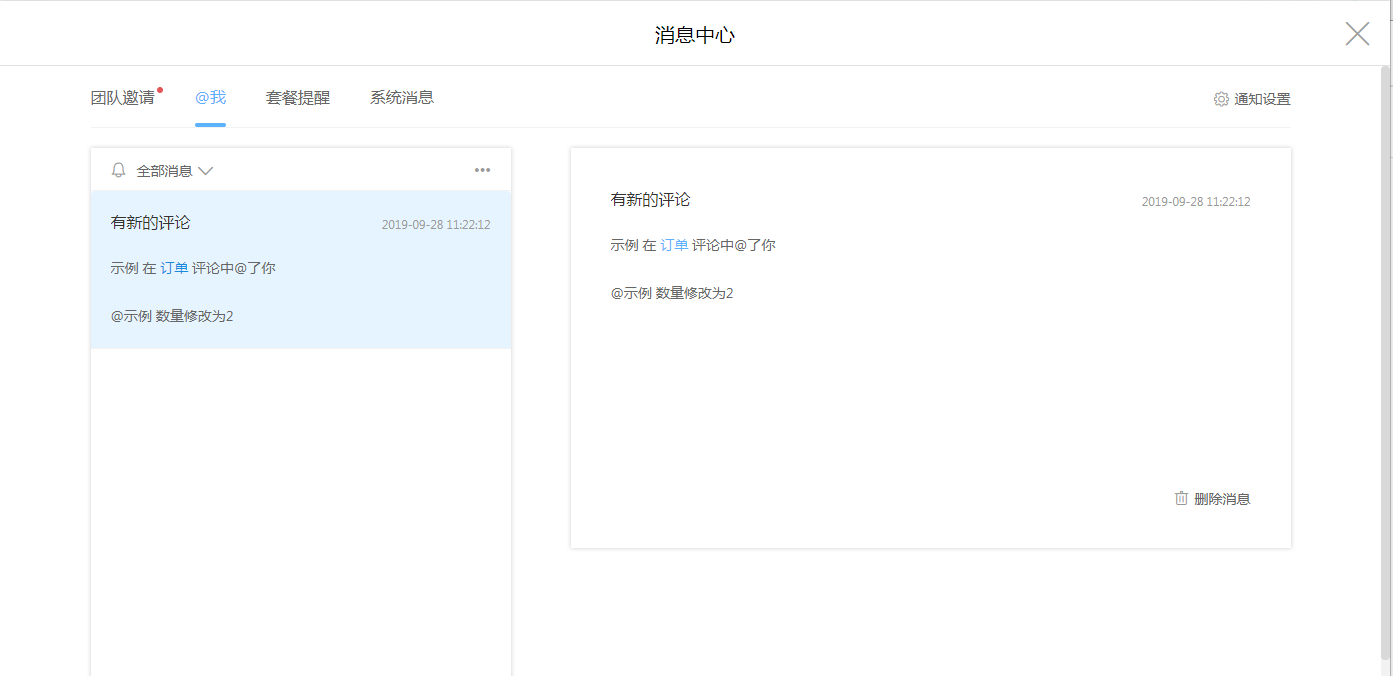 消息中心
团队邀请 @我 套餐提醒 系统消息 通知设置
全部消息
有新的评论 2019-09-28 11:22:12
示例 在 订单 评论中@了你
@示例 数量修改为2
有新的评论 2019-09-28 11:22:12
示例 在 订单 评论中@了你
@示例 数量修改为2
删除消息